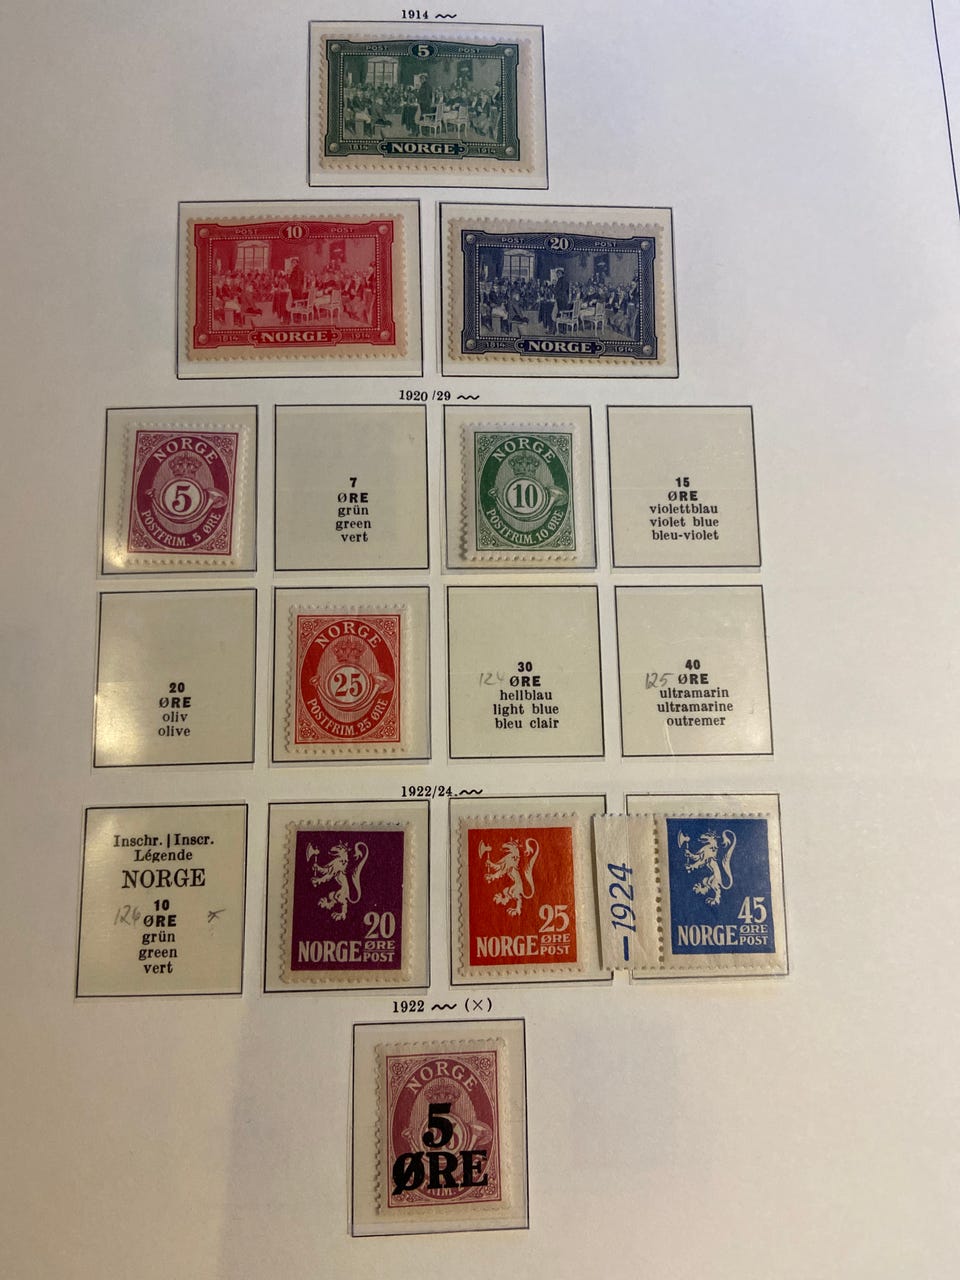 1914
POST 5 POST
1814 NORGE 1914
POST 10 POST
1814 NORGE 1914
POST 20 POST
1814 NORGE 1914
1920/29
NORGE
5
POSTFRIM. 5 ØRE
7
ØRE
grün
green
vert
NORGE
10
POSTFRIM. 10 ØRE
15
ØRE
violettblau
violet blue
bleu-violet
20
ØRE
oliv
olive
NORGE
25
POSTFRIM 25 ØRE
124
30
ØRE
hellblau
light blue
bleu clair
125
40
ØRE
ultramarin
ultramarine
outremer
1922/24.
Inschr. | Inscr.
Légende
NORGE
10
126 ØRE
grün
green
vert
20
NORGE ØRE
POST
25
NORGE ØRE
POST
—1924
45
NORGE ØRE
POST
1922 (×)
NORGE
5
ØRE